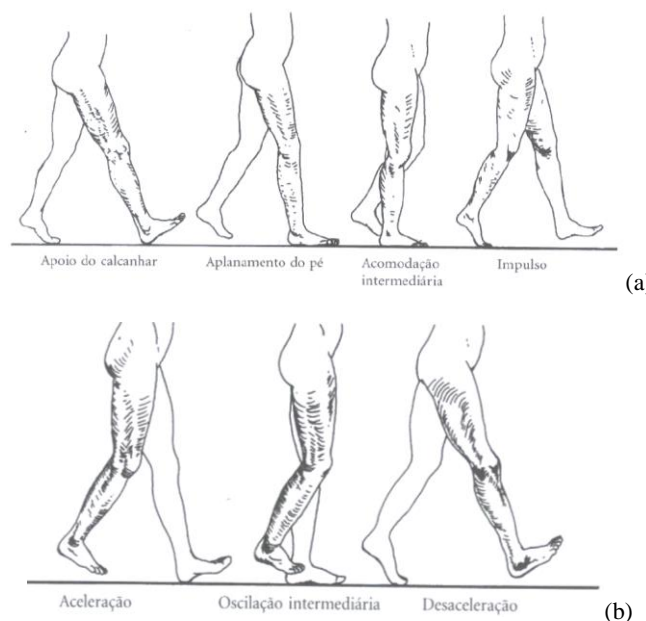 Apoio do calcanhar
Aplanamento do pé
Acomodação
intermediária
Impulso
(a)
Aceleração
Oscilação intermediária
Desaceleração
(b)